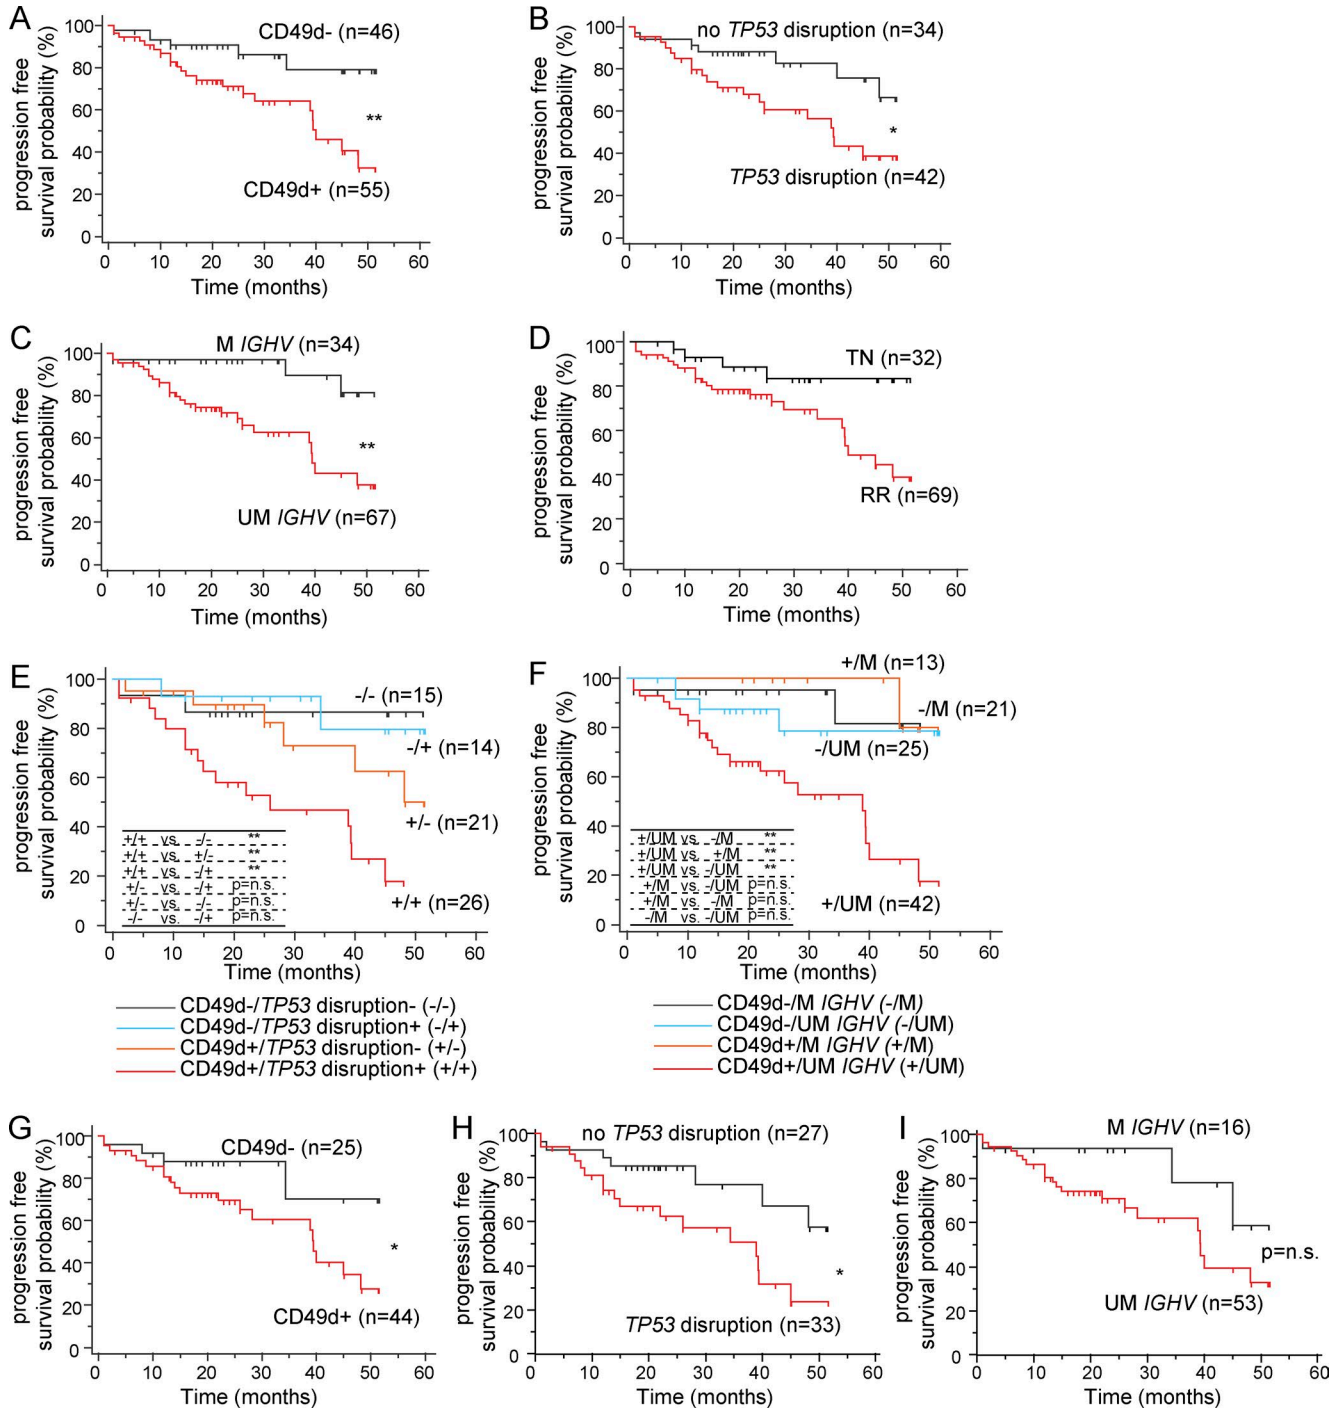 A
progression free
survival probability (%)
100
80
60
40
20
0
CD49d- (n=46)
**
CD49d+ (n=55)
0 10 20 30 40 50 60
Time (months)
B
progression free
survival probability (%)
100
80
60
40
20
0
no TP53 disruption (n=34)
*
TP53 disruption (n=42)
0 10 20 30 40 50 60
Time (months)
C
progression free
survival probability (%)
100
80
60
40
20
0
M IGHV (n=34)
**
UM IGHV (n=67)
0 10 20 30 40 50 60
Time (months)
D
progression free
survival probability (%)
100
80
60
40
20
0
TN (n=32)
RR (n=69)
0 10 20 30 40 50 60
Time (months)
E
progression free
survival probability (%)
100
80
60
40
20
0
-/- (n=15)
-/+ (n=14)
+/- (n=21)
+/+ (n=26)
+/+ vs. -/- **
+/+ vs. +/- **
+/+ vs. -/+ **
+/- vs. -/+ p=n.s.
+/- vs. -/- p=n.s.
-/- vs. -/+ p=n.s.
0 20 40 60
Time (months)
CD49d-/TP53 disruption- (-/-)
CD49d-/TP53 disruption+ (-/+)
CD49d+/TP53 disruption- (+/-)
CD49d+/TP53 disruption+ (+/+)
F
progression free
survival probability (%)
100
80
60
40
20
0
+/M (n=13)
-/M (n=21)
-/UM (n=25)
+/UM (n=42)
+/UM vs. -/M **
+/UM vs. +/M **
+/UM vs. -/UM **
+/M vs. -/UM p=n.s.
+/M vs. -/M p=n.s.
-/M vs. -/UM p=n.s.
0 10 20 30 40 50 60
Time (months)
CD49d-/M IGHV (-/M)
CD49d-/UM IGHV (-/UM)
CD49d+/M IGHV (+/M)
CD49d+/UM IGHV (+/UM)
G
progression free
survival probability (%)
100
80
60
40
20
0
CD49d- (n=25)
*
CD49d+ (n=44)
0 10 20 30 40 50 60
Time (months)
H
progression free
survival probability (%)
100
80
60
40
20
0
no TP53 disruption (n=27)
*
TP53 disruption (n=33)
0 10 20 30 40 50 60
Time (months)
I
progression free
survival probability (%)
100
80
60
40
20
0
M IGHV (n=16)
p=n.s.
UM IGHV (n=53)
0 10 20 30 40 50 60
Time (months)